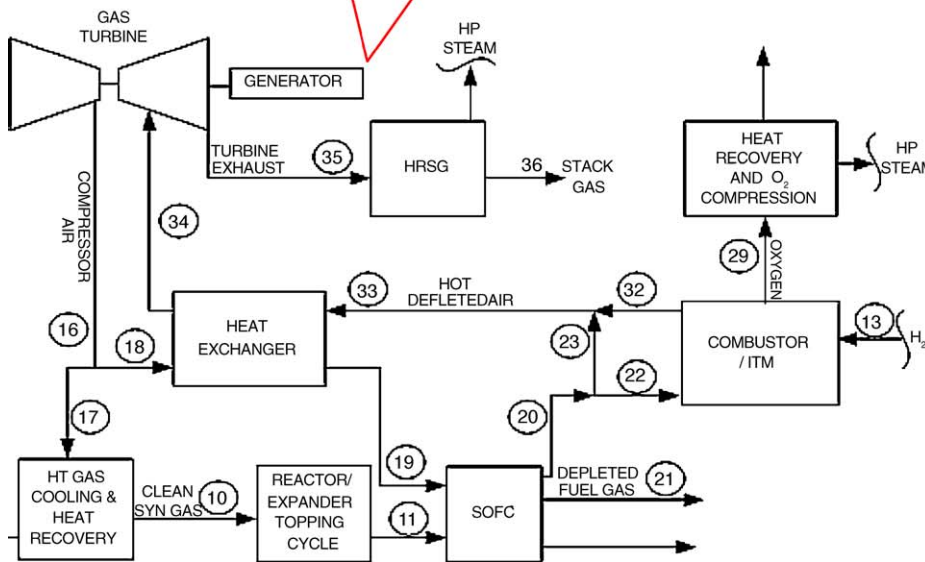 GAS
TURBINE
GENERATOR
HP
STEAM
TURBINE
EXHAUST
35
HRSG
36
STACK
GAS
HEAT
RECOVERY
AND O₂
COMPRESSION
HP
STEAM
COMPRESSOR
AIR
34
29
OXYGEN
16
18
HEAT
EXCHANGER
33
HOT
DEFLETEDAIR
32
23
22
COMBUSTOR
/ ITM
13
H₂
17
20
19
HT GAS
COOLING &
HEAT
RECOVERY
CLEAN
SYN GAS
10
REACTOR/
EXPANDER
TOPPING
CYCLE
11
SOFC
DEPLETED
FUEL GAS
21